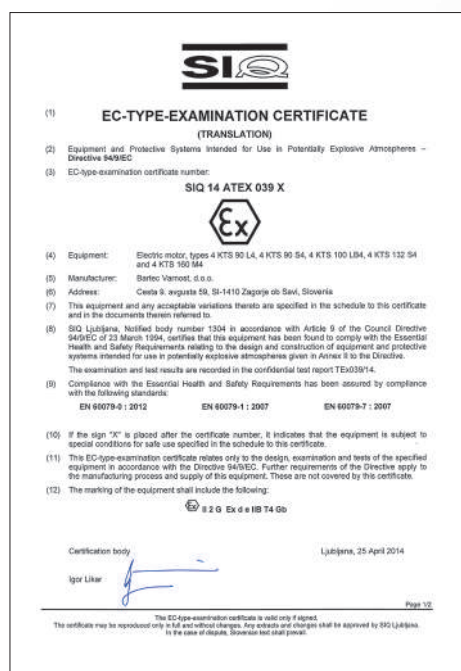 SIQ
(1) EC-TYPE-EXAMINATION CERTIFICATE
(TRANSLATION)
(2) Equipment and Protective Systems Intended for Use in Potentially Explosive Atmospheres –
Directive 94/9/EC
(3) EC-type-examination certificate number:
SIQ 14 ATEX 039 X
Ex
(4) Equipment: Electric motor, types 4 KTS 90 L4, 4 KTS 90 S4, 4 KTS 100 LB4, 4 KTS 132 S4
and 4 KTS 160 M4
(5) Manufacturer: Bartec Varnost, d.o.o.
(6) Address: Cesta 9. avgusta 59, SI-1410 Zagorje ob Savi, Slovenia
(7) This equipment and any acceptable variations thereto are specified in the schedule to this certificate
and in the documents therein referred to.
(8) SIQ Ljubljana, Notified body number 1304 in accordance with Article 9 of the Council Directive
94/9/EC of 23 March 1994, certifies that this equipment has been found to comply with the Essential
Health and Safety Requirements relating to the design and construction of equipment and protective
systems intended for use in potentially explosive atmospheres given in Annex II to the Directive.
The examination and test results are recorded in the confidential test report TEx039/14.
(9) Compliance with the Essential Health and Safety Requirements has been assured by compliance
with the following standards:
EN 60079-0 : 2012 EN 60079-1 : 2007 EN 60079-7 : 2007
(10) If the sign "X" is placed after the certificate number, it indicates that the equipment is subject to
special conditions for safe use specified in the schedule to this certificate.
(11) This EC-type-examination certificate relates only to the design, examination and tests of the specified
equipment in accordance with the Directive 94/9/EC. Further requirements of the Directive apply to
the manufacturing process and supply of this equipment. These are not covered by this certificate.
(12) The marking of the equipment shall include the following:
Ex II 2 G Ex d e IIB T4 Gb
Certification body Ljubljana, 25 April 2014
Igor Likar
Page 1/2
The EC-type-examination certificate is valid only if signed.
The certificate may be reproduced only in full and without changes. Any extracts and changes shall be approved by SIQ Ljubljana.
In the case of dispute, Slovenian text shall prevail.